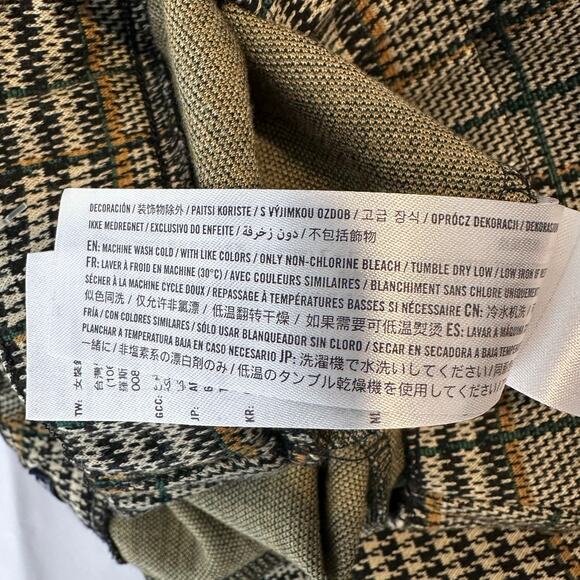 DECORACIÓN / 装饰物除外 / PAITSI KORISTE / S VÝJIMKOU OZDOB / 고급 장식 / OPRÓCZ DEKORACJI / DEKORASYON
IKKE MEDREGNET / EXCLUSIVO DO ENFEITE / دون زخرفة / 不包括飾物
EN: MACHINE WASH COLD / WITH LIKE COLORS / ONLY NON-CHLORINE BLEACH / TUMBLE DRY LOW / LOW IRON IF
FR: LAVER À FROID EN MACHINE (30°C) / AVEC COULEURS SIMILAIRES / BLANCHIMENT SANS CHLORE UNIQUEMENT
SÉCHER À LA MACHINE CYCLE DOUX / REPASSAGE À TEMPÉRATURES BASSES SI NÉCESSAIRE CN: 冷水机洗
似色同洗 / 仅允许非氯漂 / 低温翻转干燥 / 如果需要可低温熨烫 ES: LAVAR A MÁQUINA
FRÍA / CON COLORES SIMILARES / SÓLO USAR BLANQUEADOR SIN CLORO / SECAR EN SECADORA A BAJA
PLANCHAR A TEMPERATURA BAJA EN CASO NECESARIO JP: 洗濯機で水洗いしてください / 同
一緒に / 非塩素系の漂白剤のみ / 低温のタンブル乾燥機を使用してください
TW:
GCC:
JP:
KR: